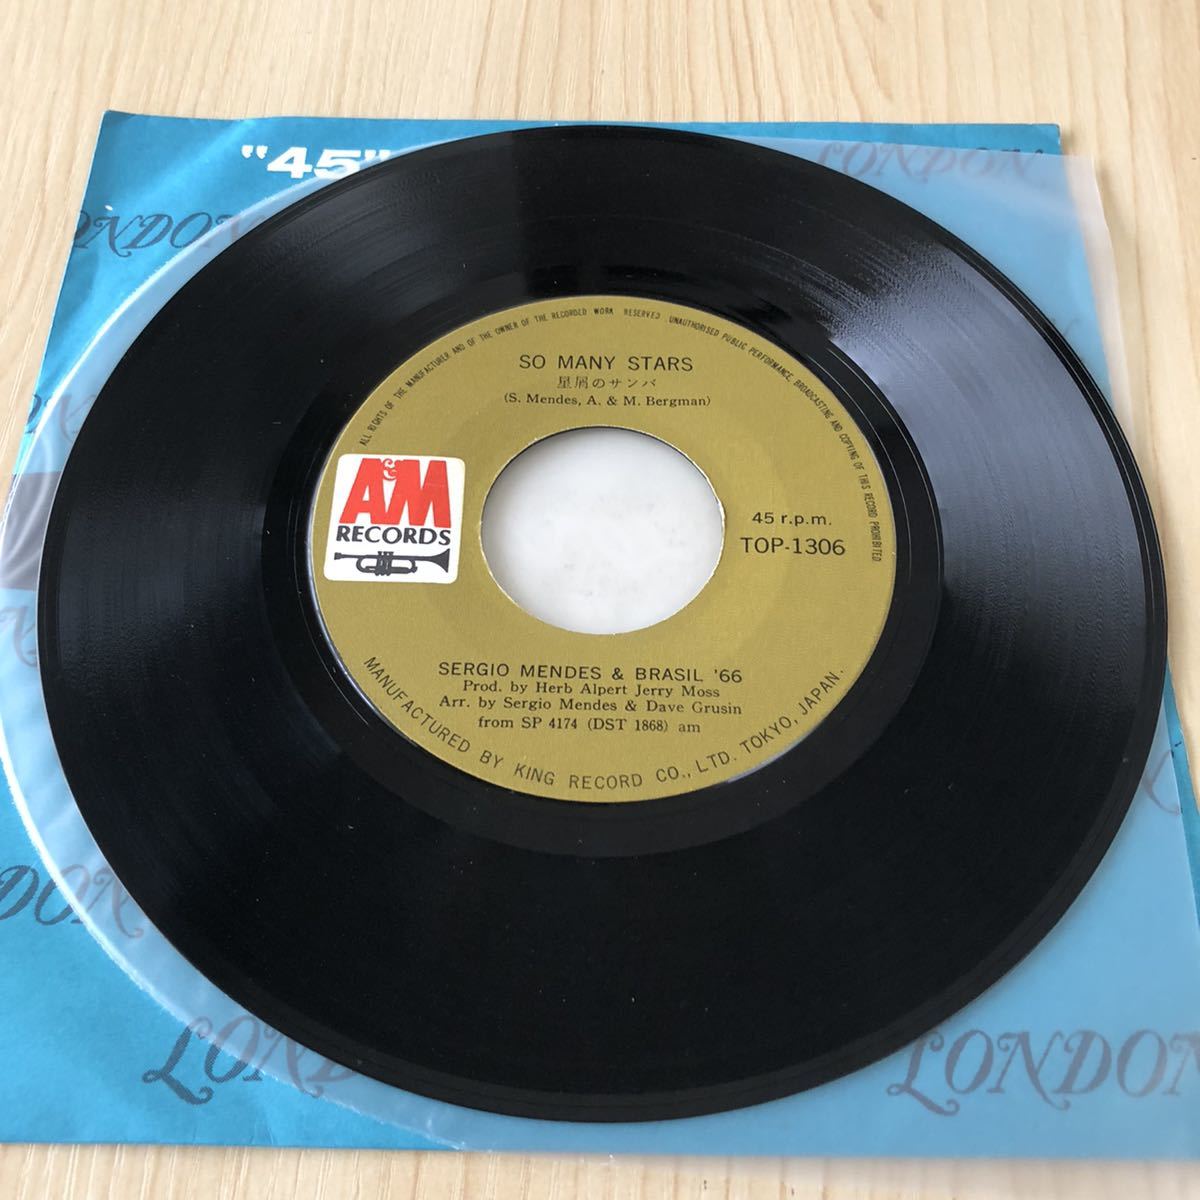 "45"
LONDON
ONDON
ALL RIGHTS OF THE MANUFACTURER AND OF THE OWNER OF THE RECORDED WORK RESERVED. UNAUTHORISED PUBLIC PERFORMANCE, BROADCASTING AND COPYING OF THIS RECORD PROHIBITED.
SO MANY STARS
星屑のサンバ
(S. Mendes, A. & M. Bergman)
A&M
RECORDS
45 r.p.m.
TOP-1306
SERGIO MENDES & BRASIL '66
Prod. by Herb Alpert Jerry Moss
Arr. by Sergio Mendes & Dave Grusin
from SP 4174 (DST 1868) am
MANUFACTURED BY KING RECORD CO., LTD. TOKYO, JAPAN.
DON
LOND
LONDON